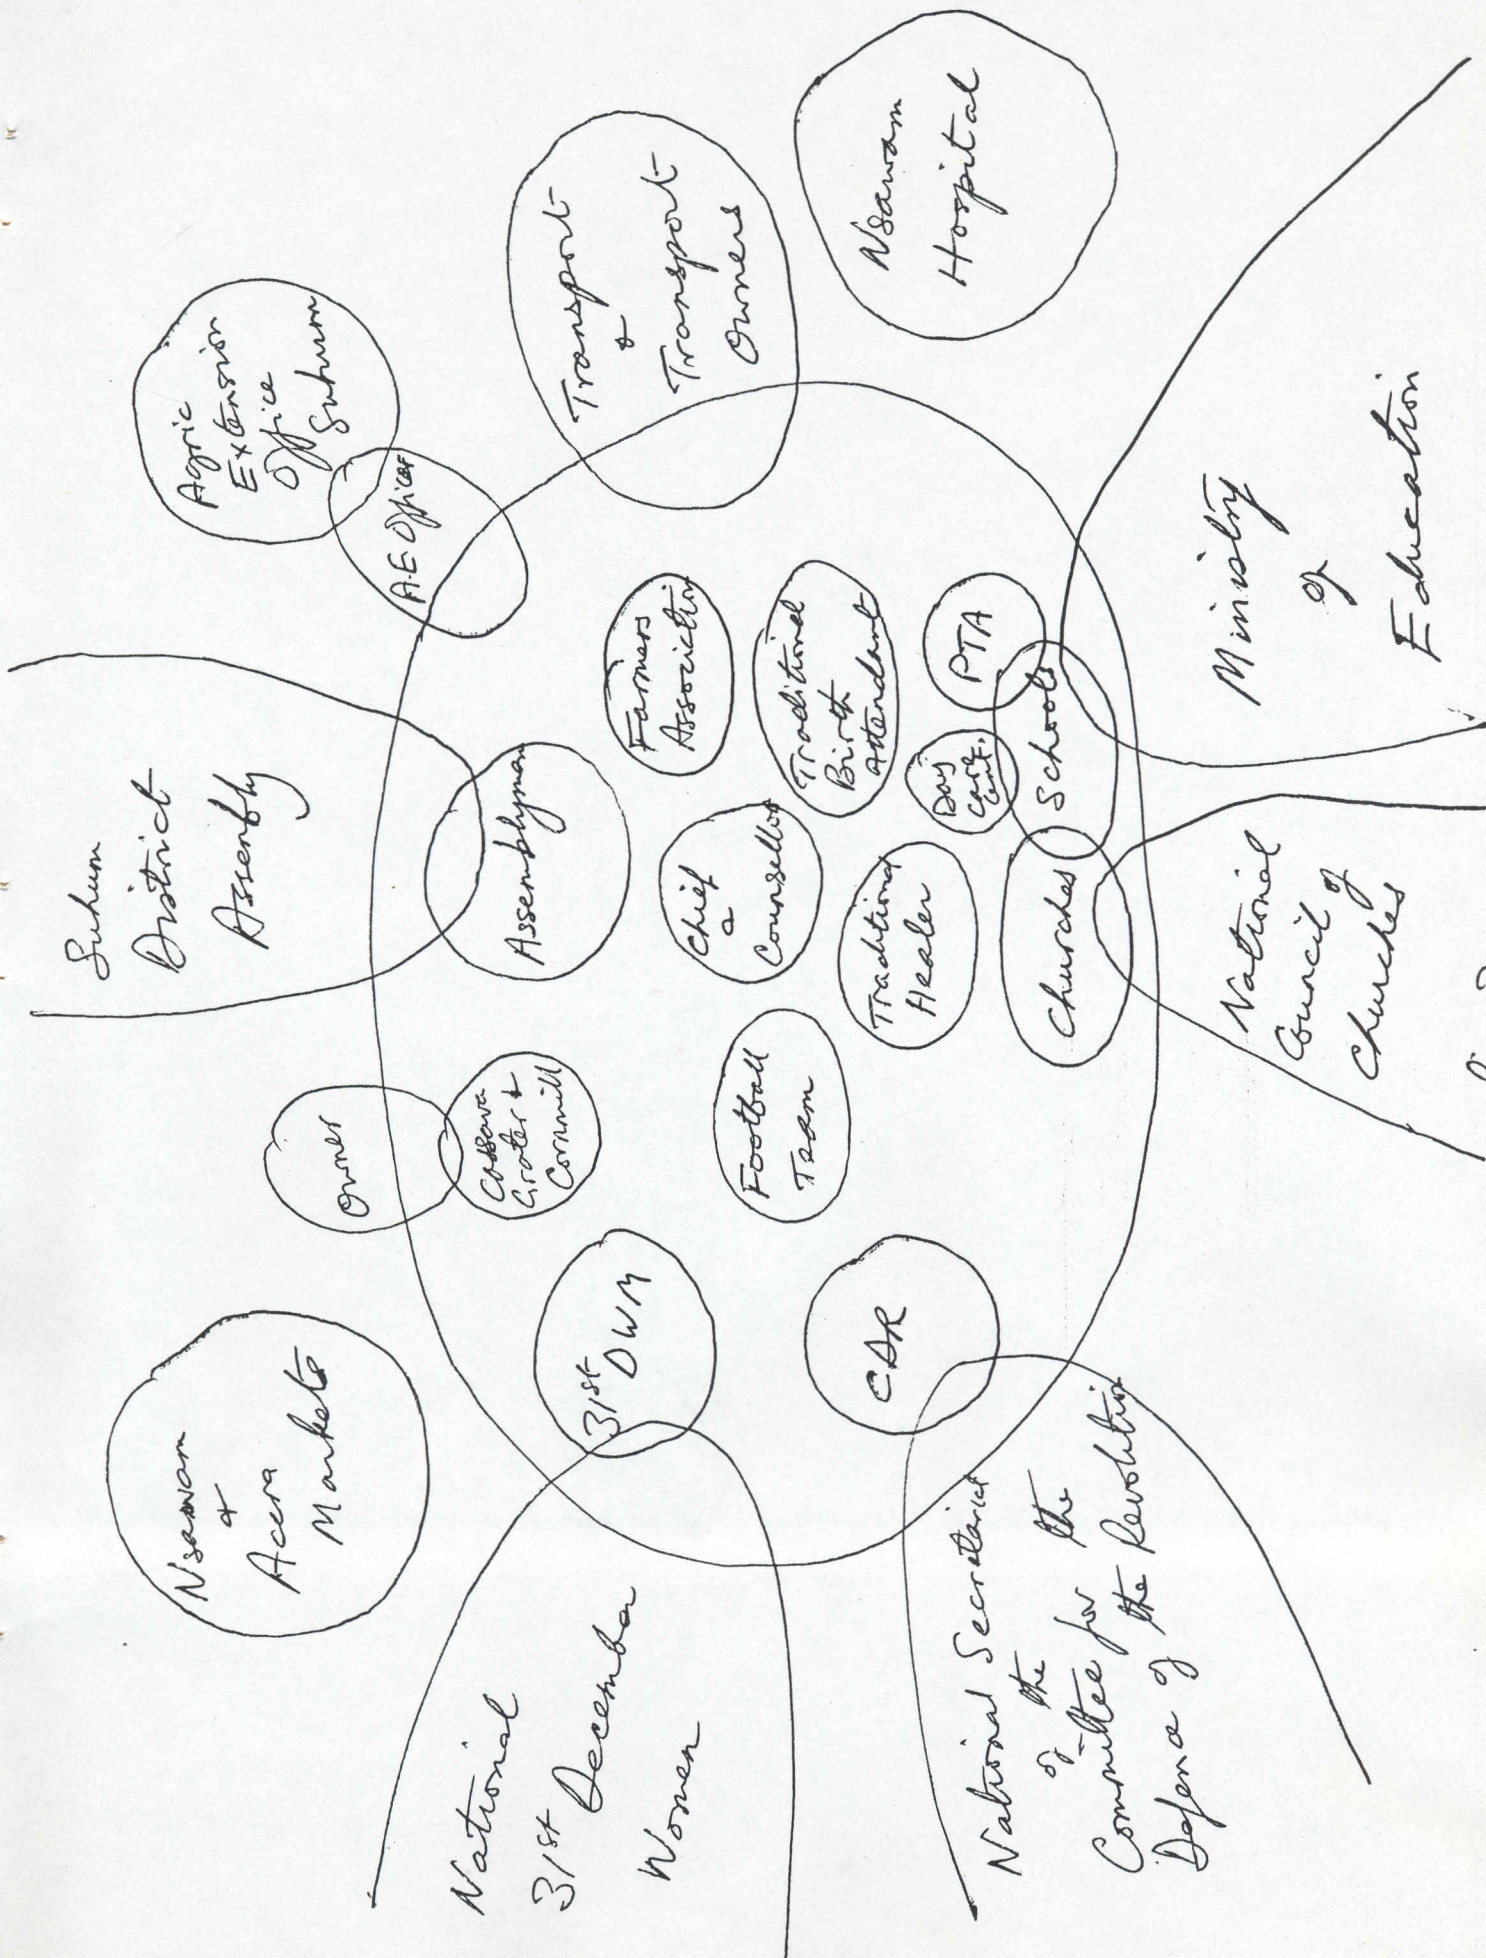 Nsawam
+
Accra
Markets
Owner
Suhum
District
Assembly
Agric
Extension
Office
Suhum
A.E Officer
National
31st December
Women
31st
DWM
Cassava
Grater +
Cornmill
Assemblyman
Farmers
Association
Transport
+
Transport
Owners
Football
Team
Chief
&
Counsellor
Traditional
Birth
Attendant
Nsawam
Hospital
CDR
Traditional
Healer
Day
care
cent.
PTA
Churches
Schools
National Secretariat
of the
Committee for the
Defence of the Revolution
National
Council of
Churches
Ministry
of
Education